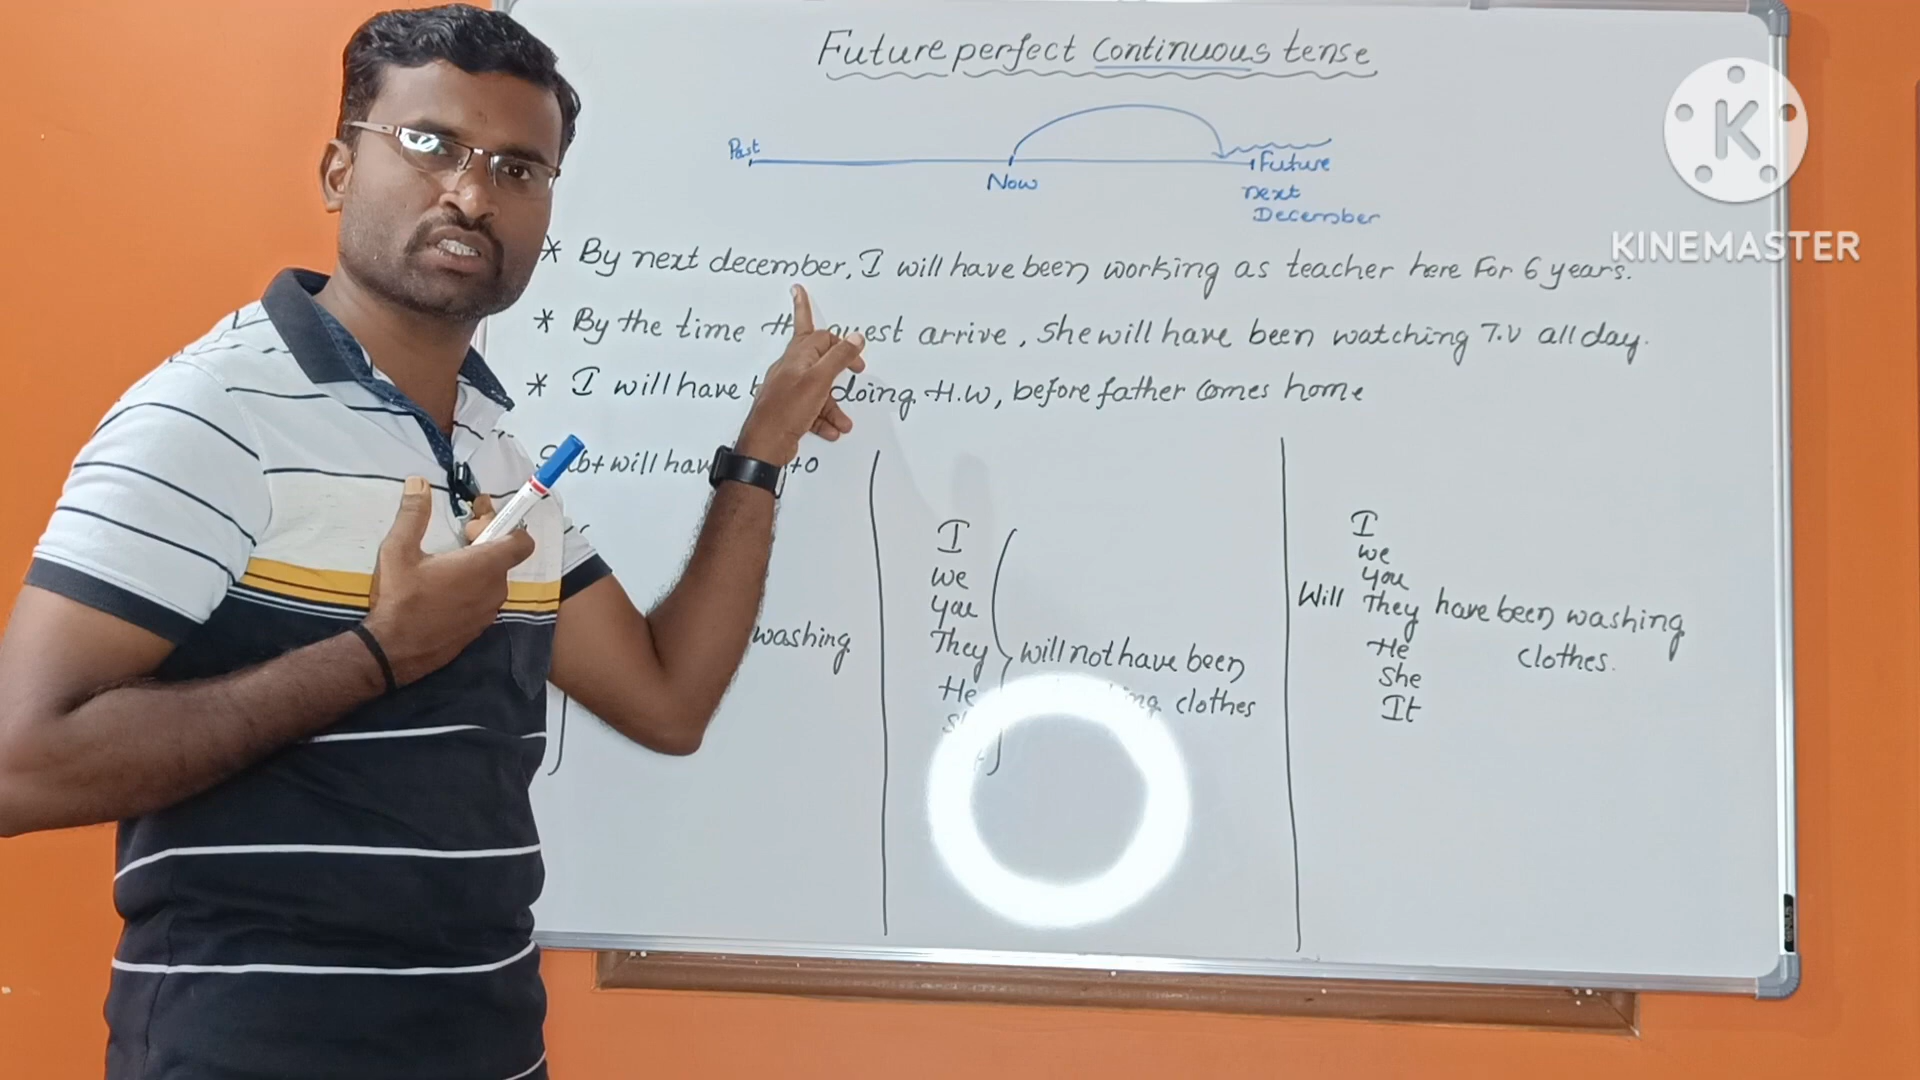 Future perfect continuous tense
Past
Now
Future
next
December
* By next december, I will have been working as teacher here for 6 years.
* By the time guest arrive, she will have been watching T.V all day.
* I will have doing H.W, before father comes home
+ will +o
washing
I
we
you
They
He
will not have been
clothes
I
we
you
Will They have been washing
He clothes.
She
It
K
KINEMASTER